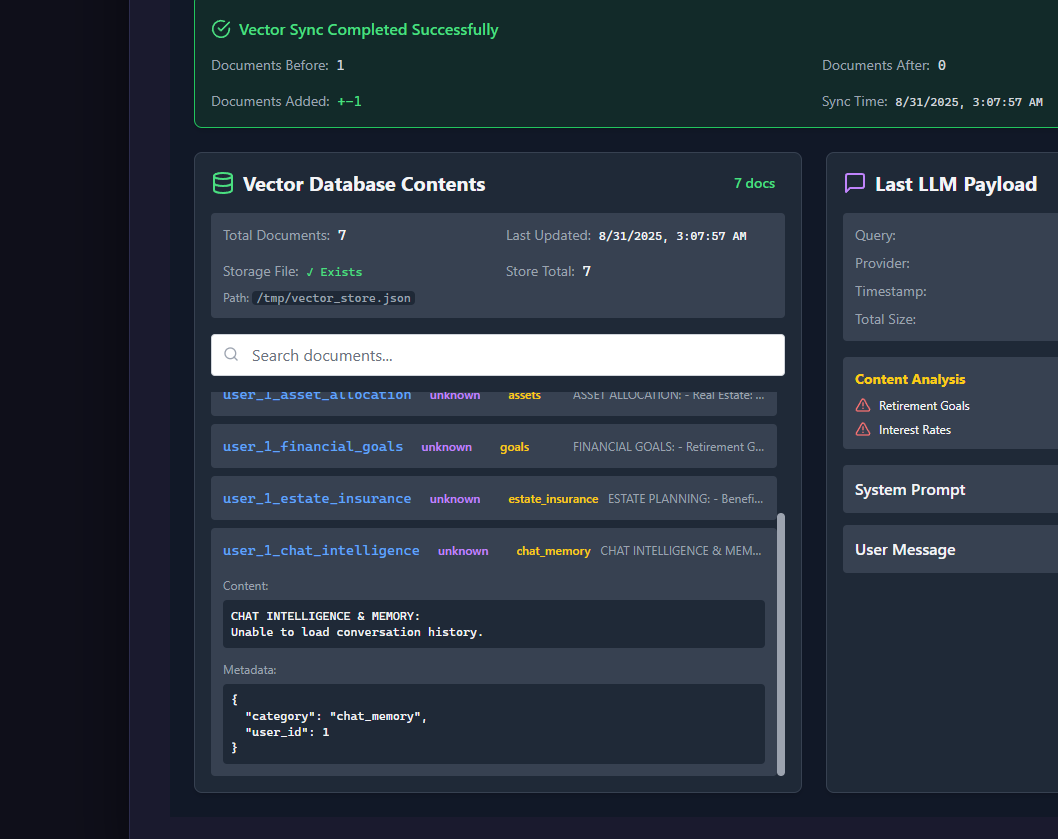 Vector Sync Completed Successfully
Documents Before: 1
Documents After: 0
Documents Added: +-1
Sync Time: 8/31/2025, 3:07:57 AM
Vector Database Contents
7 docs
Total Documents: 7
Last Updated: 8/31/2025, 3:07:57 AM
Storage File: ✓ Exists
Store Total: 7
Path: /tmp/vector_store.json
Search documents...
user_1_asset_allocation unknown assets ASSET ALLOCATION: - Real Estate: ...
user_1_financial_goals unknown goals FINANCIAL GOALS: - Retirement G...
user_1_estate_insurance unknown estate_insurance ESTATE PLANNING: - Benefi...
user_1_chat_intelligence unknown chat_memory CHAT INTELLIGENCE & MEM...
Content:
CHAT INTELLIGENCE & MEMORY:
Unable to load conversation history.
Metadata:
{
"category": "chat_memory",
"user_id": 1
}
Last LLM Payload
Query:
Provider:
Timestamp:
Total Size:
Content Analysis
Retirement Goals
Interest Rates
System Prompt
User Message